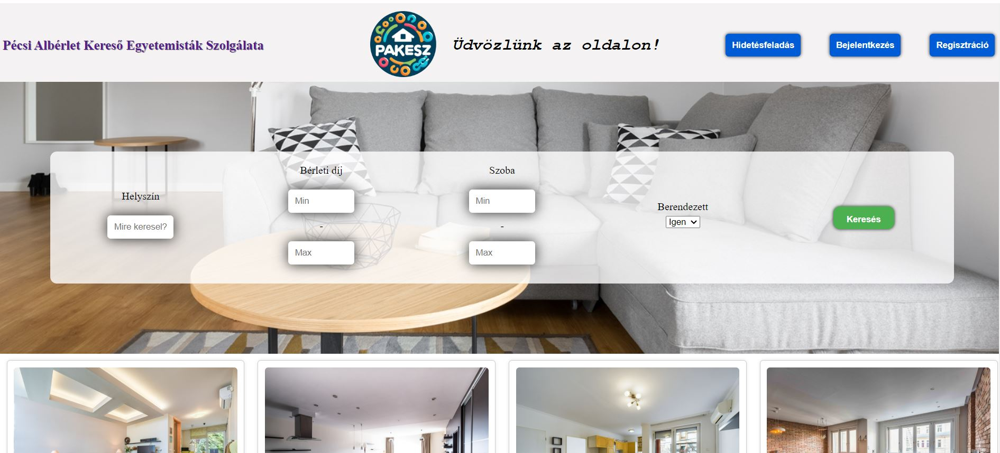 Pécsi Albérlet Kereső Egyetemisták Szolgálata
PAKESZ
Üdvözlünk az oldalon!
Hidetésfeladás
Bejelentkezés
Regisztráció
Helyszín
Mire keresel?
Bérleti díj
Min
-
Max
Szoba
Min
-
Max
Berendezett
Igen
Keresés